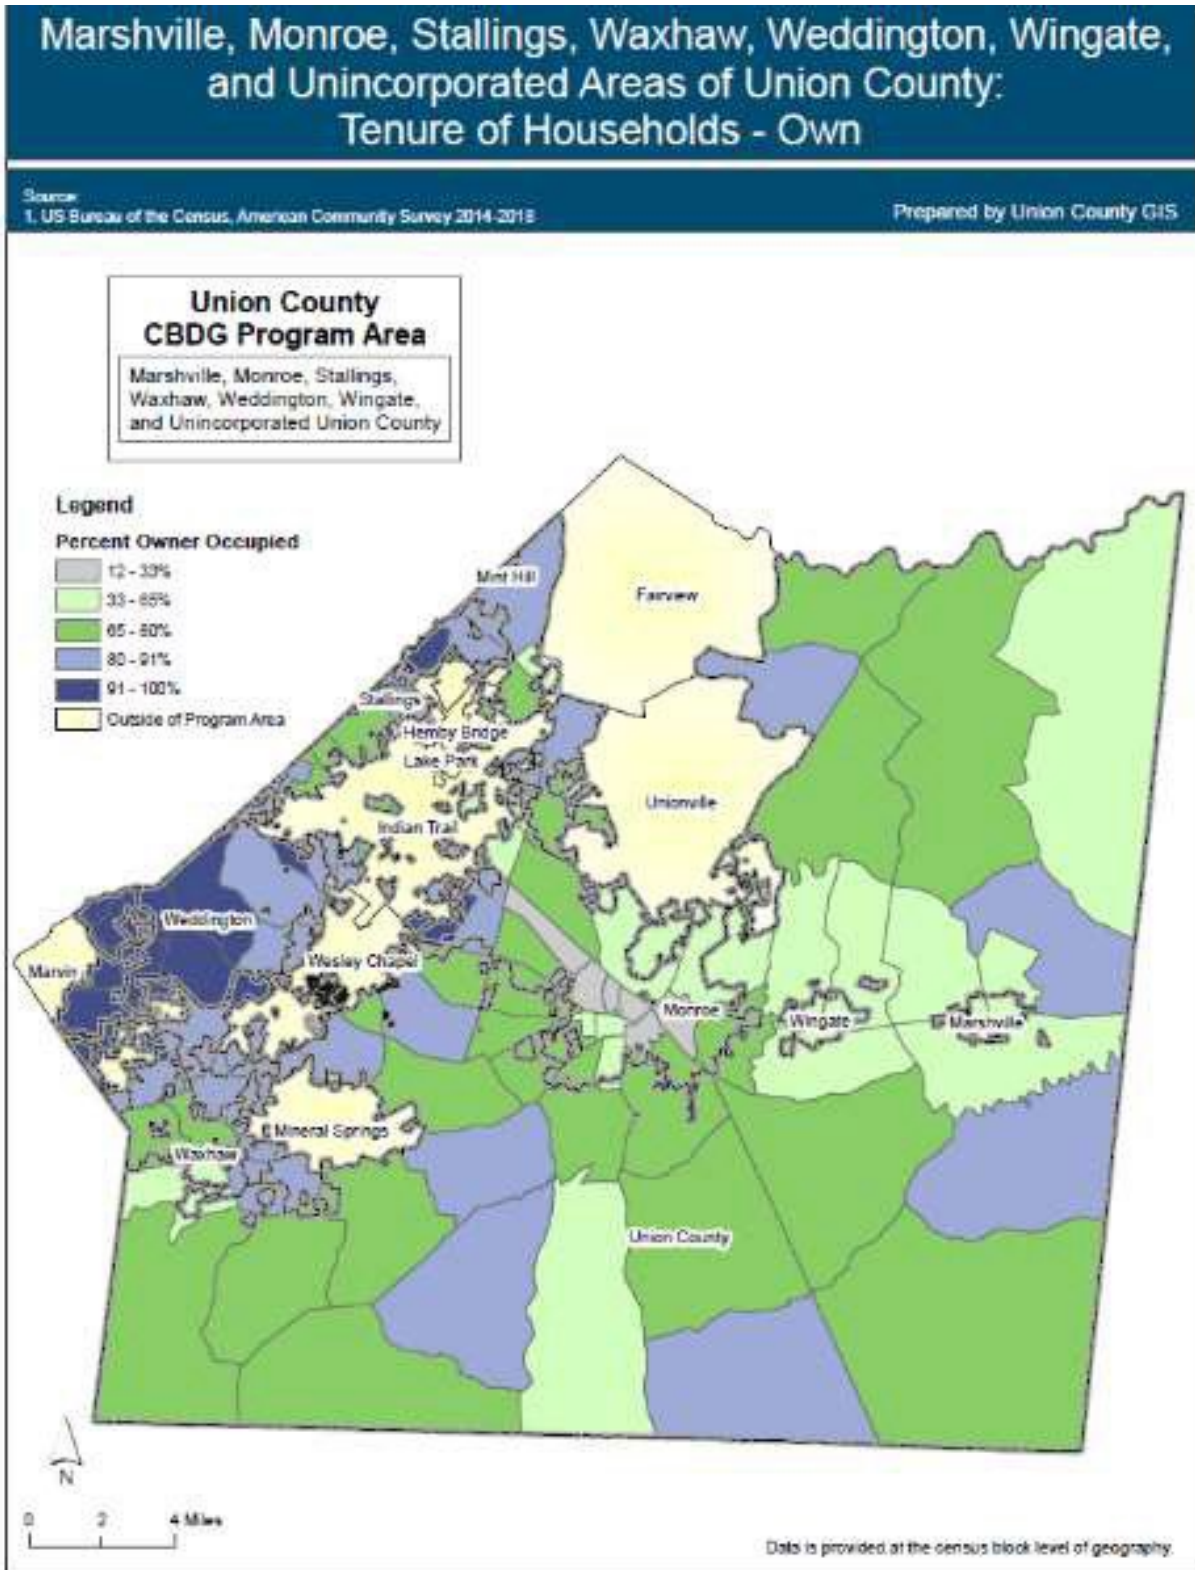 Marshville, Monroe, Stallings, Waxhaw, Weddington, Wingate,
and Unincorporated Areas of Union County:
Tenure of Households - Own
Source:
1. US Bureau of the Census, American Community Survey 2014-2018
Prepared by Union County GIS
Union County
CBDG Program Area
Marshville, Monroe, Stallings,
Waxhaw, Weddington, Wingate,
and Unincorporated Union County
Legend
Percent Owner Occupied
12 - 33%
33 - 65%
65 - 80%
80 - 91%
91 - 100%
Outside of Program Area
Mint Hill
Fairview
Stallings
Hemby Bridge
Lake Park
Unionville
Indian Trail
Weddington
Wesley Chapel
Marvin
Monroe
Wingate
Marshville
Mineral Springs
Waxhaw
Union County
N
0 2 4 Miles
Data is provided at the census block level of geography.